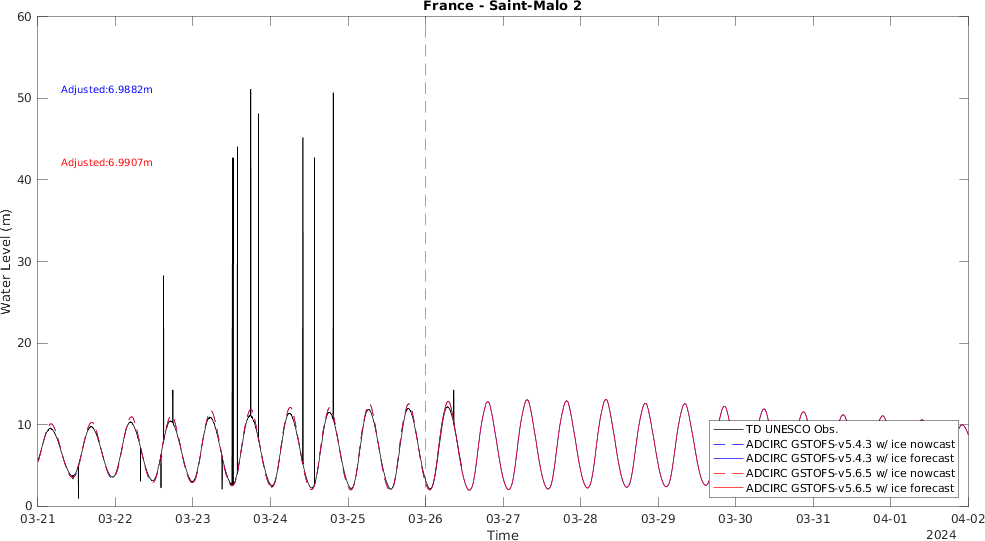 France - Saint-Malo 2
60
50
40
30
20
10
0
Water Level (m)
Adjusted:6.9882m
Adjusted:6.9907m
TD UNESCO Obs.
ADCIRC GSTOFS-v5.4.3 w/ ice nowcast
ADCIRC GSTOFS-v5.4.3 w/ ice forecast
ADCIRC GSTOFS-v5.6.5 w/ ice nowcast
ADCIRC GSTOFS-v5.6.5 w/ ice forecast
03-21 03-22 03-23 03-24 03-25 03-26 03-27 03-28 03-29 03-30 03-31 04-01 04-02
Time
2024